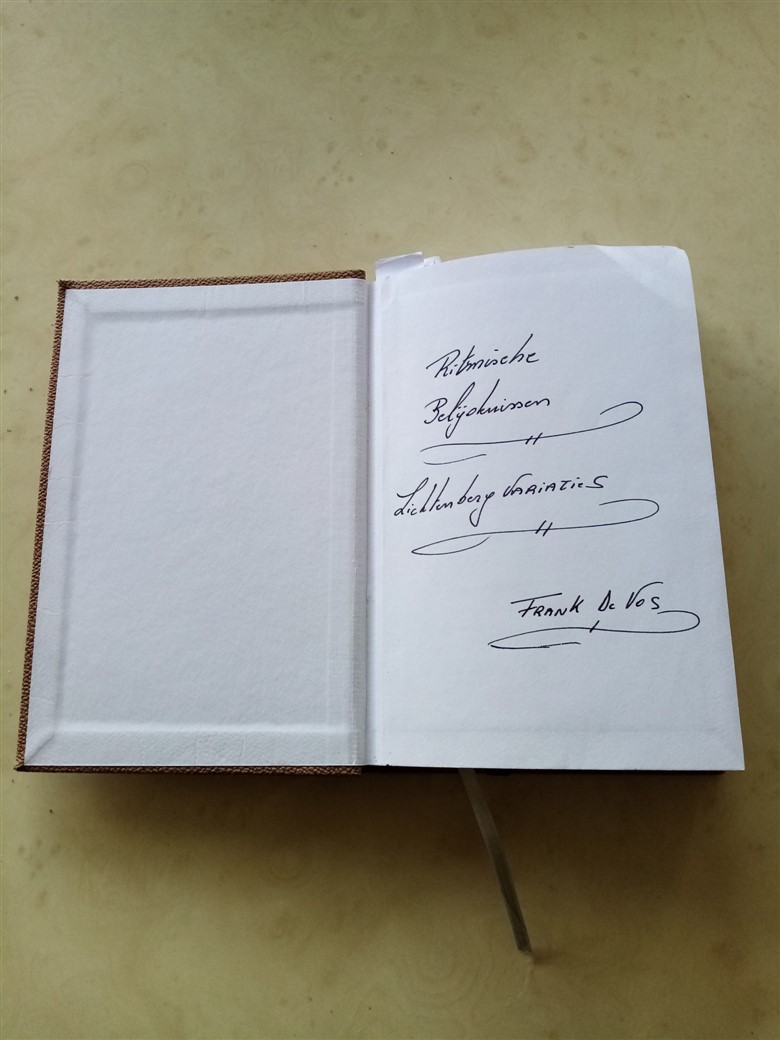 Ritmische
Belijdenissen
Lichtenberg VARIATIES
FRANK De VOS